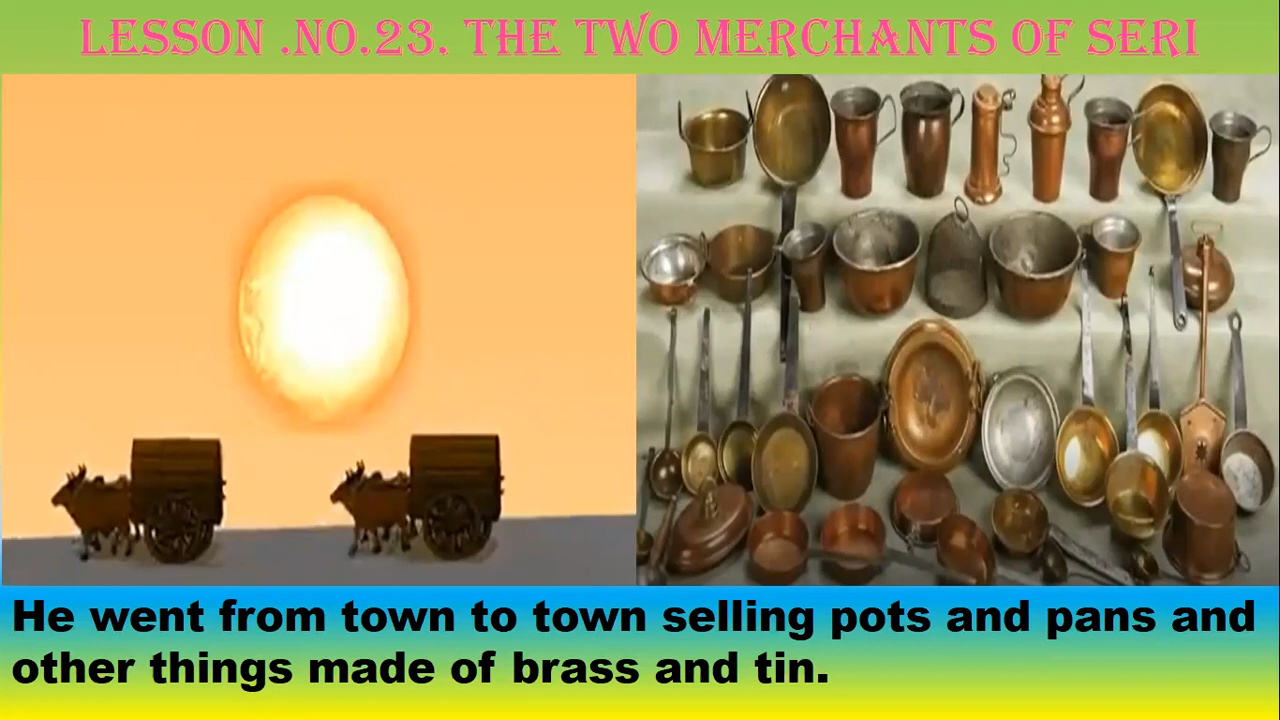 LESSON .NO.23. THE TWO MERCHANTS OF SERI
He went from town to town selling pots and pans and
other things made of brass and tin.